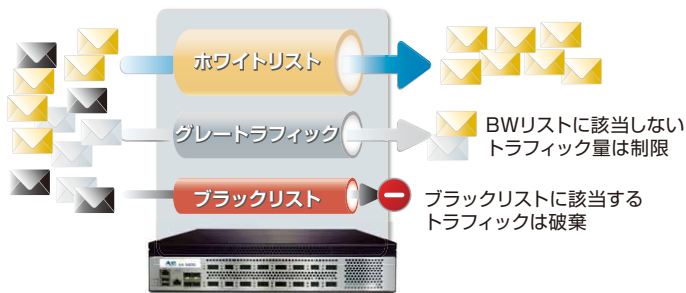 ホワイトリスト
グレートラフィック
BWリストに該当しない
トラフィック量は制限
ブラックリスト
ブラックリストに該当する
トラフィックは破棄